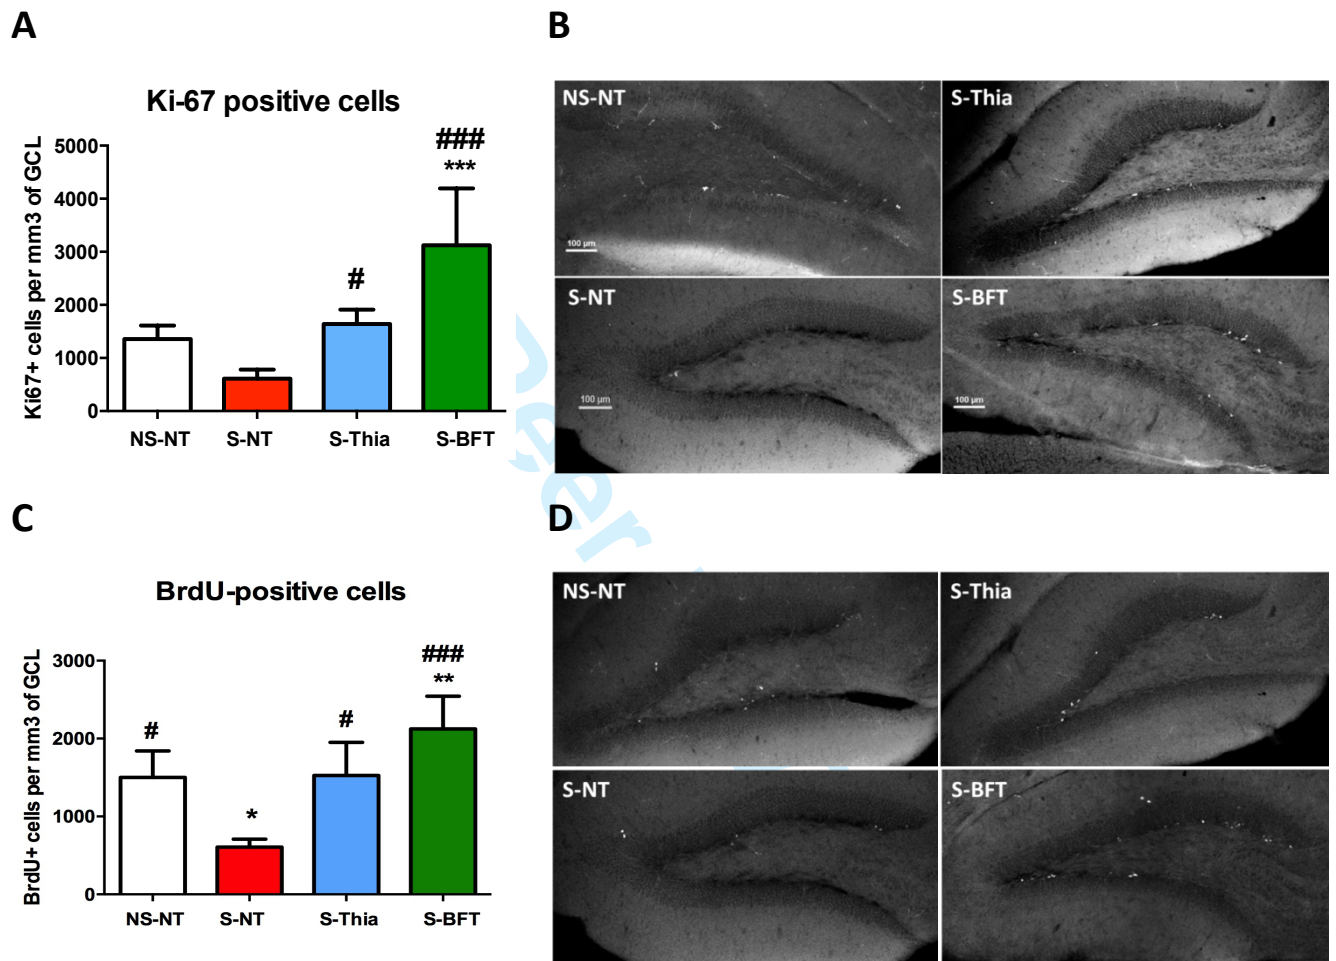 A
B
Ki-67 positive cells
Ki67+ cells per mm3 of GCL
5000
4000
3000
2000
1000
0
#
###
***
NS-NT
S-NT
S-Thia
S-BFT
NS-NT
100 µm
S-Thia
S-NT
100 µm
S-BFT
100 µm
C
D
BrdU-positive cells
BrdU+ cells per mm3 of GCL
3000
2000
1000
0
#
*
#
###
**
NS-NT
S-NT
S-Thia
S-BFT
NS-NT
S-Thia
S-NT
S-BFT
Peer